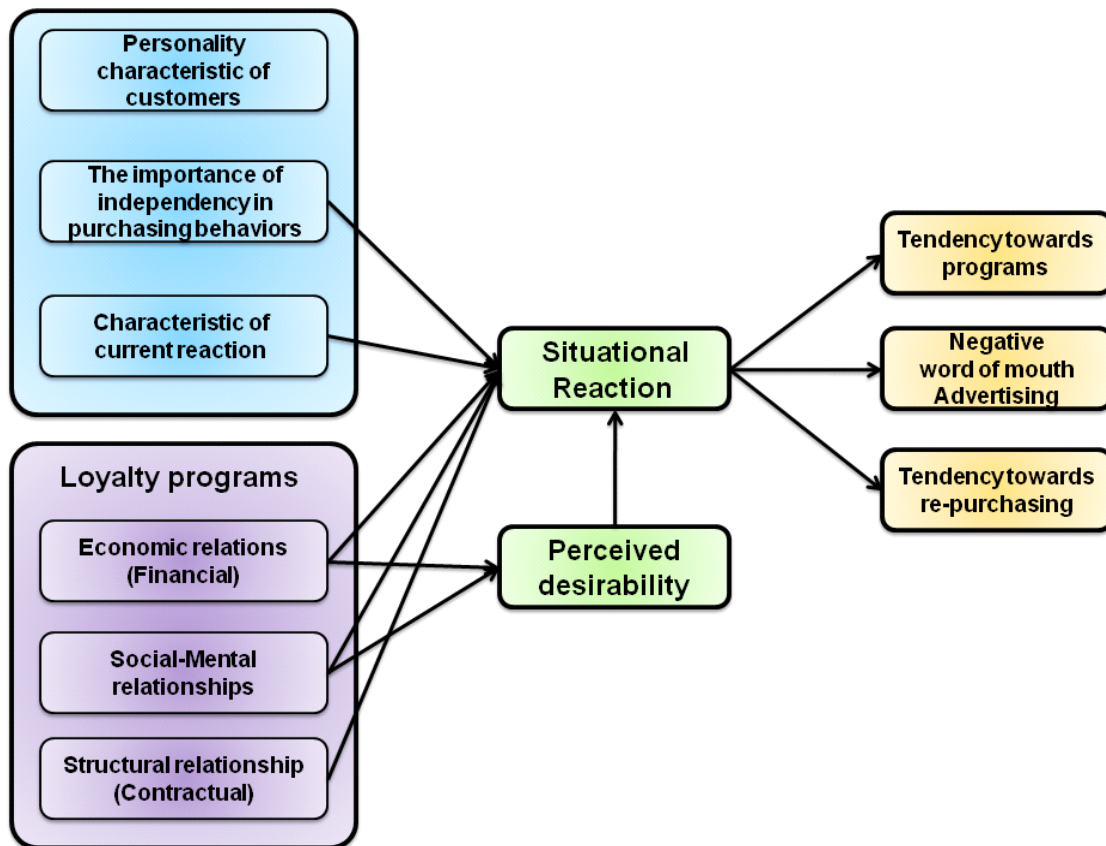 Personality
characteristic of
customers
The importance of
independency in
purchasing behaviors
Characteristic of
current reaction
Loyalty programs
Economic relations
(Financial)
Social-Mental
relationships
Structural relationship
(Contractual)
Situational
Reaction
Perceived
desirability
Tendency towards
programs
Negative
word of mouth
Advertising
Tendency towards
re-purchasing